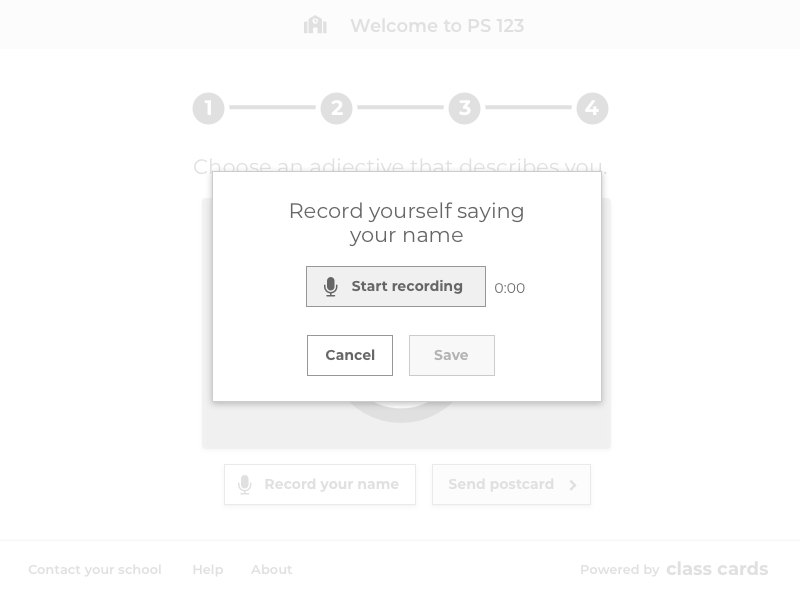 Welcome to PS 123
1 2 3 4
Choose an adjective that describes you.
Record yourself saying
your name
Start recording 0:00
Cancel Save
Record your name Send postcard
Contact your school Help About Powered by class cards